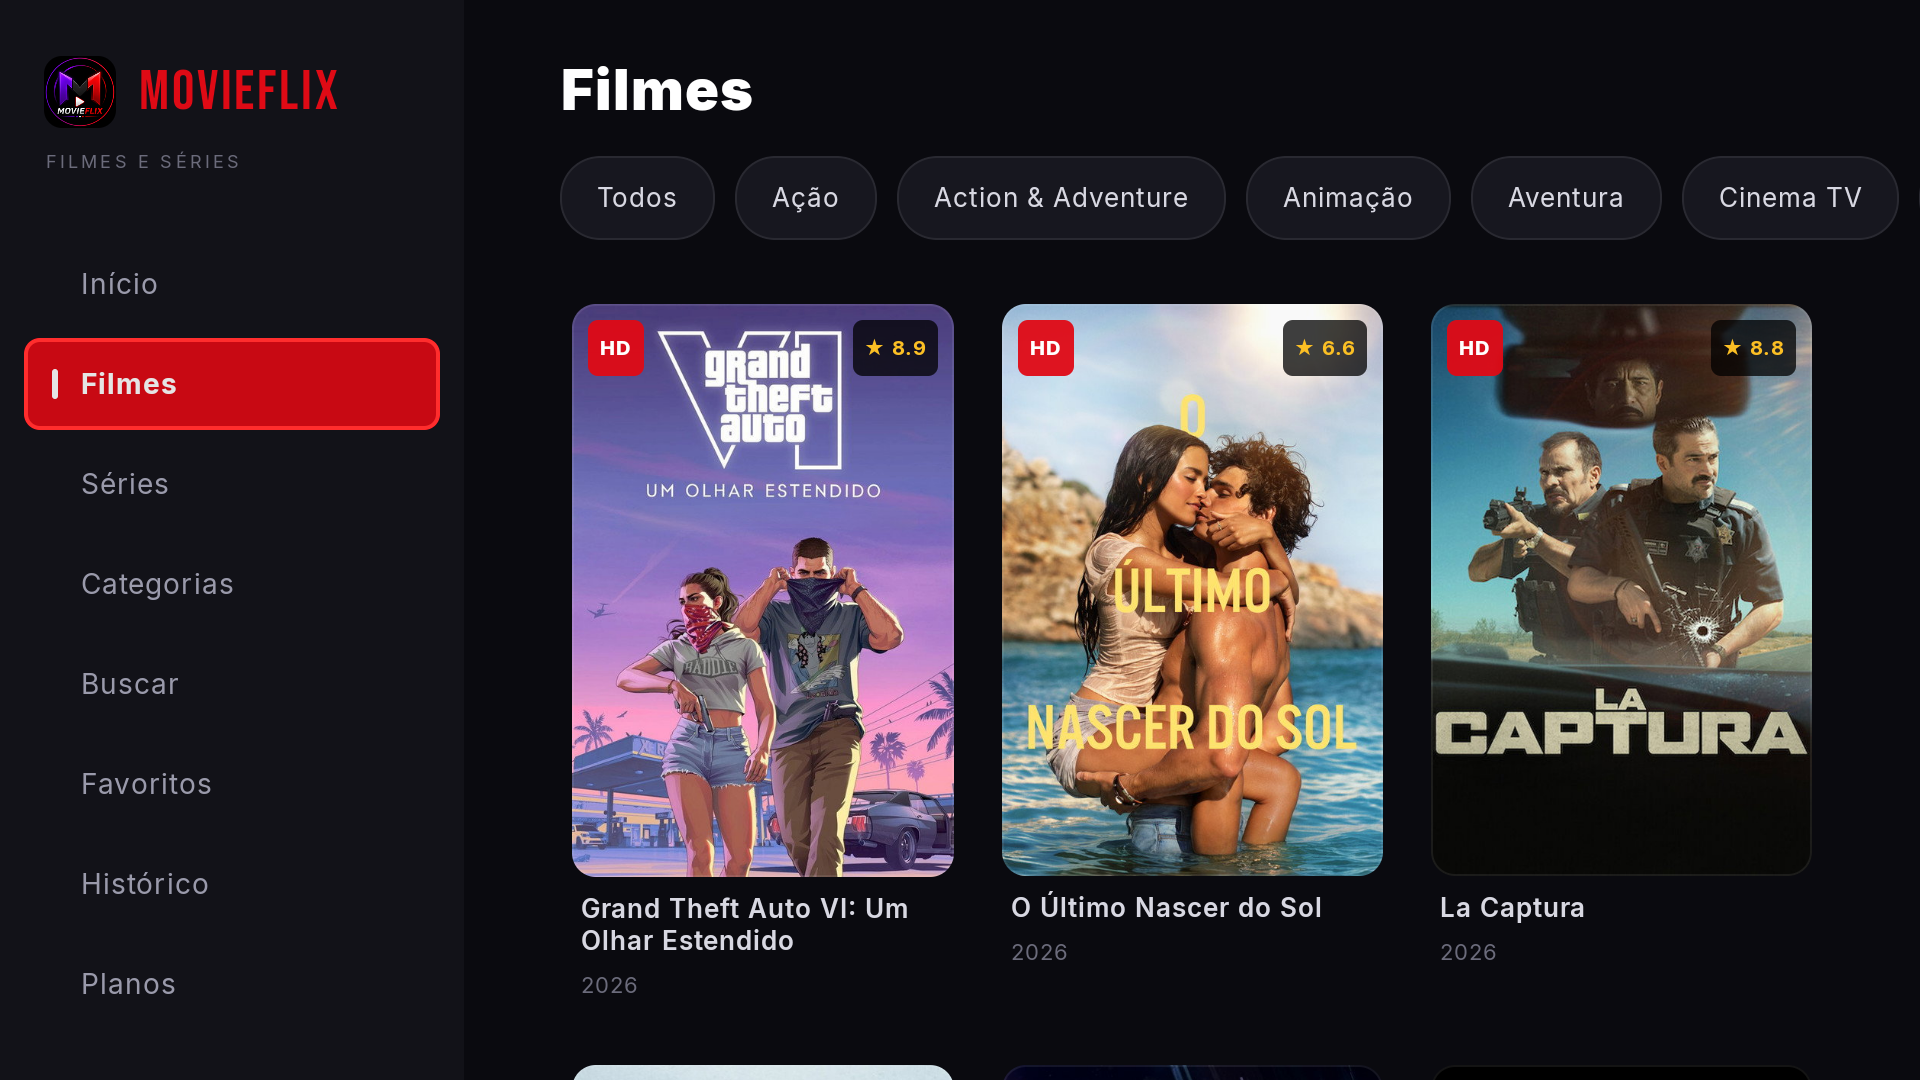 MOVIEFLIX
MOVIEFLIX
FILMES E SÉRIES
Início
Filmes
Séries
Categorias
Buscar
Favoritos
Histórico
Planos
Filmes
Todos
Ação
Action & Adventure
Animação
Aventura
Cinema TV
HD
★ 8.9
VI
grand
theft
auto
UM OLHAR ESTENDIDO
Grand Theft Auto VI: Um
Olhar Estendido
2026
HD
★ 6.6
O
ÚLTIMO
NASCER DO SOL
O Último Nascer do Sol
2026
HD
★ 8.8
LA
CAPTURA
La Captura
2026